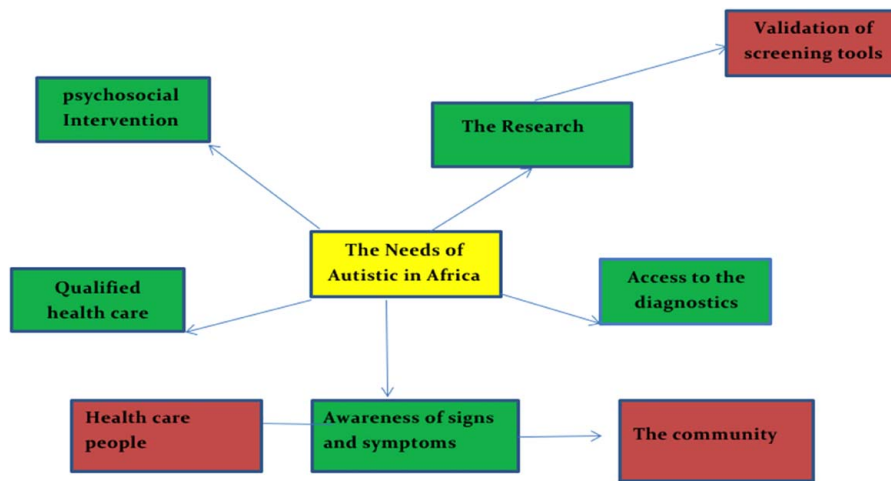 Validation of
screening tools
psychosocial
Intervention
The Research
The Needs of
Autistic in Africa
Qualified
health care
Access to the
diagnostics
Health care
people
Awareness of signs
and symptoms
The community